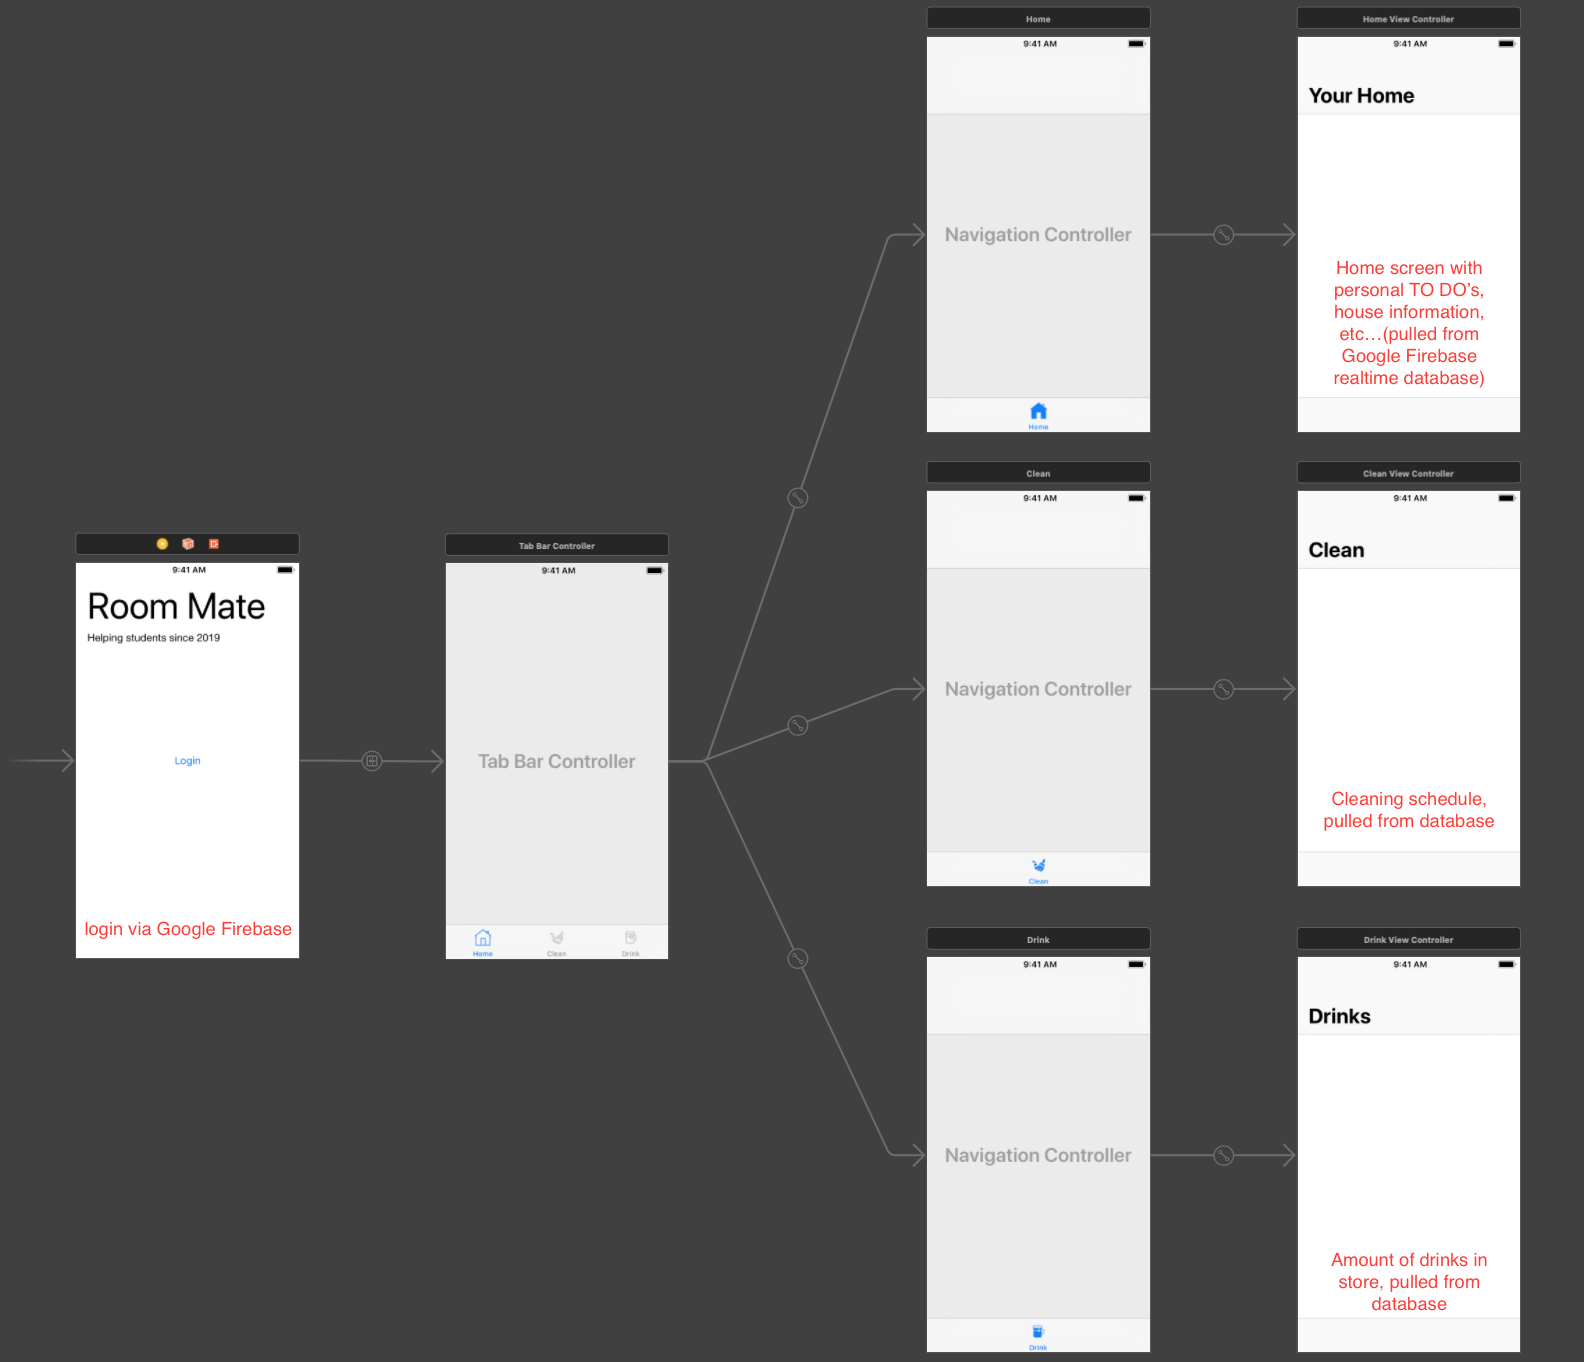 Home
9:41 AM
Navigation Controller
Home
Home View Controller
9:41 AM
Your Home
Home screen with
personal TO DO’s,
house information,
etc...(pulled from
Google Firebase
realtime database)
9:41 AM
Room Mate
Helping students since 2019
Login
login via Google Firebase
Tab Bar Controller
9:41 AM
Tab Bar Controller
Home
Clean
Drink
Clean
9:41 AM
Navigation Controller
Clean
Clean View Controller
9:41 AM
Clean
Cleaning schedule,
pulled from database
Drink
9:41 AM
Navigation Controller
Drink
Drink View Controller
9:41 AM
Drinks
Amount of drinks in
store, pulled from
database